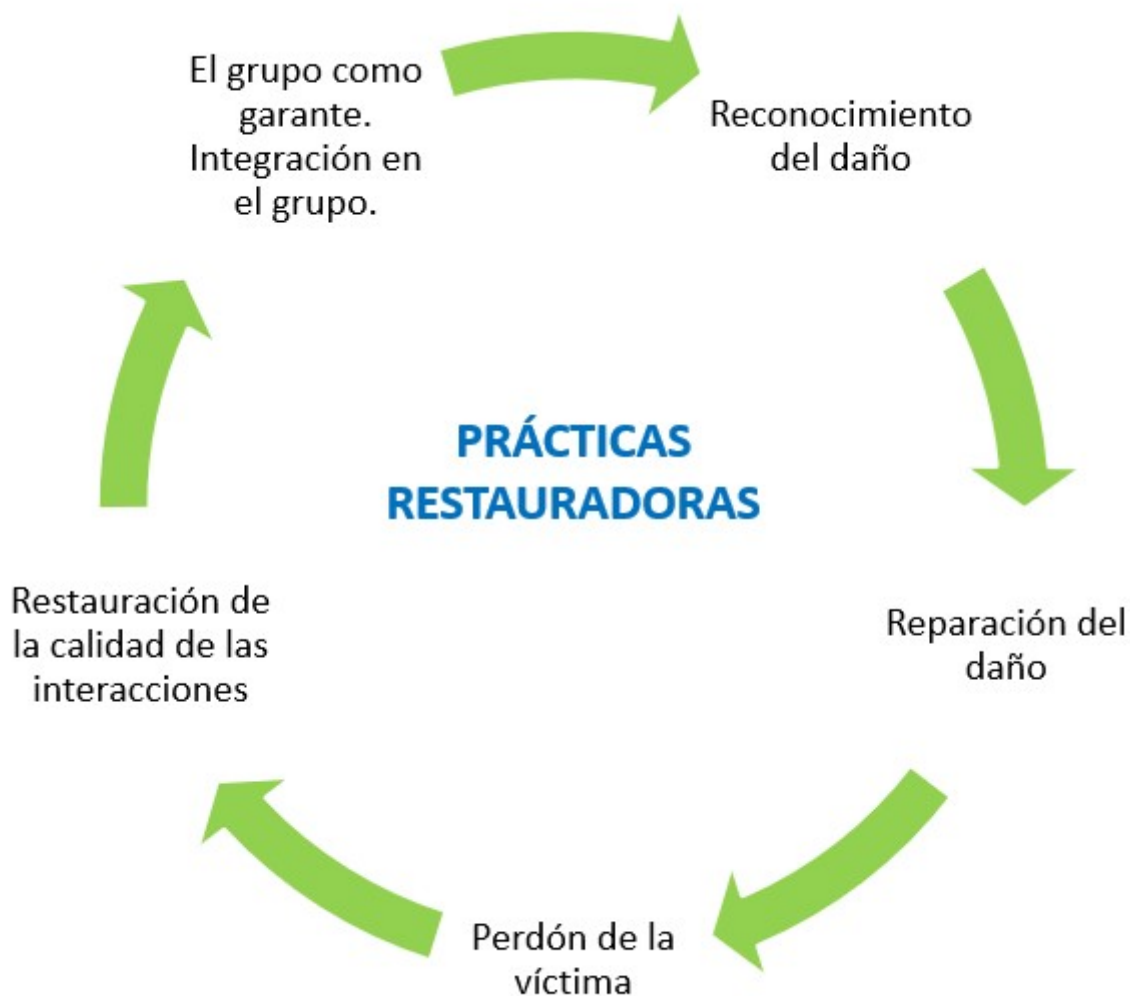 El grupo como
garante.
Integración en
el grupo.
Reconocimiento
del daño
PRÁCTICAS
RESTAURADORAS
Restauración de
la calidad de las
interacciones
Reparación del
daño
Perdón de la
víctima